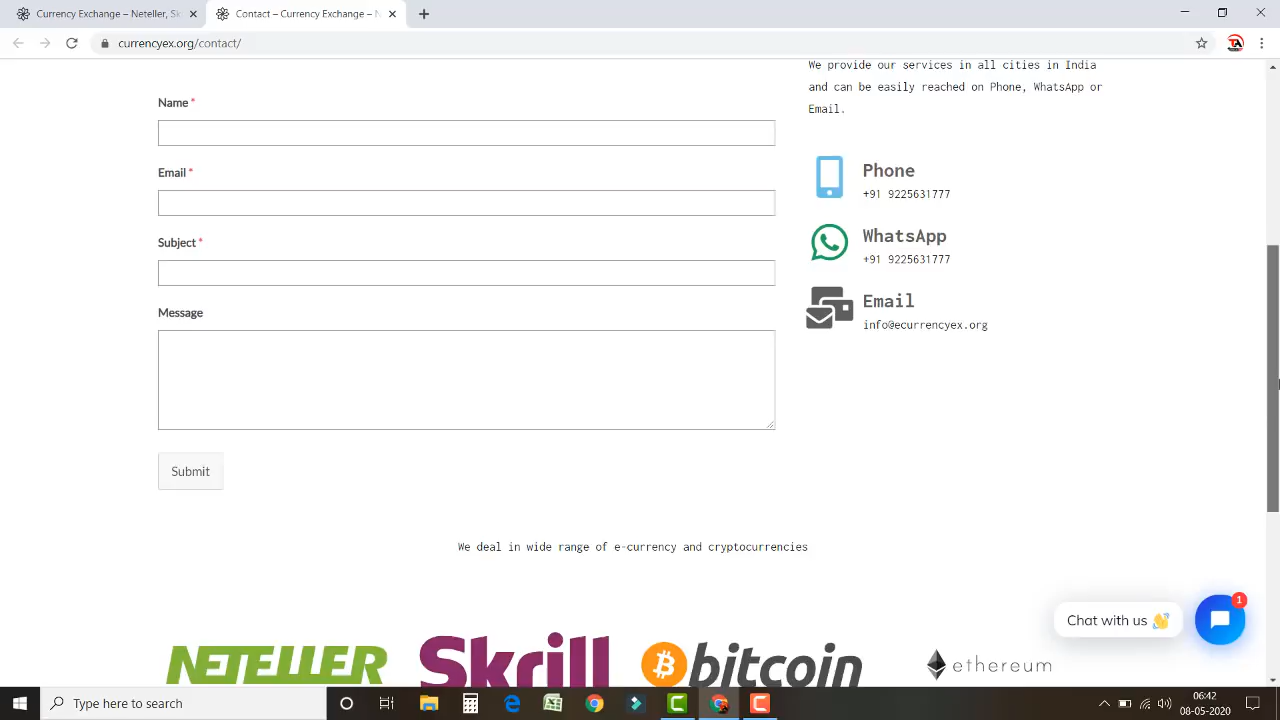 Currency Exchange – Neteller, Sk
Contact – Currency Exchange – N
currencyex.org/contact/
We provide our services in all cities in India
and can be easily reached on Phone, WhatsApp or
Email.
Name *
Email *
Subject *
Message
Submit
Phone
+91 9225631777
WhatsApp
+91 9225631777
Email
info@ecurrencyex.org
We deal in wide range of e-currency and cryptocurrencies
NETELLER
Skrill
bitcoin
ethereum
Chat with us 👋
1
Type here to search
06:42
08-05-2020